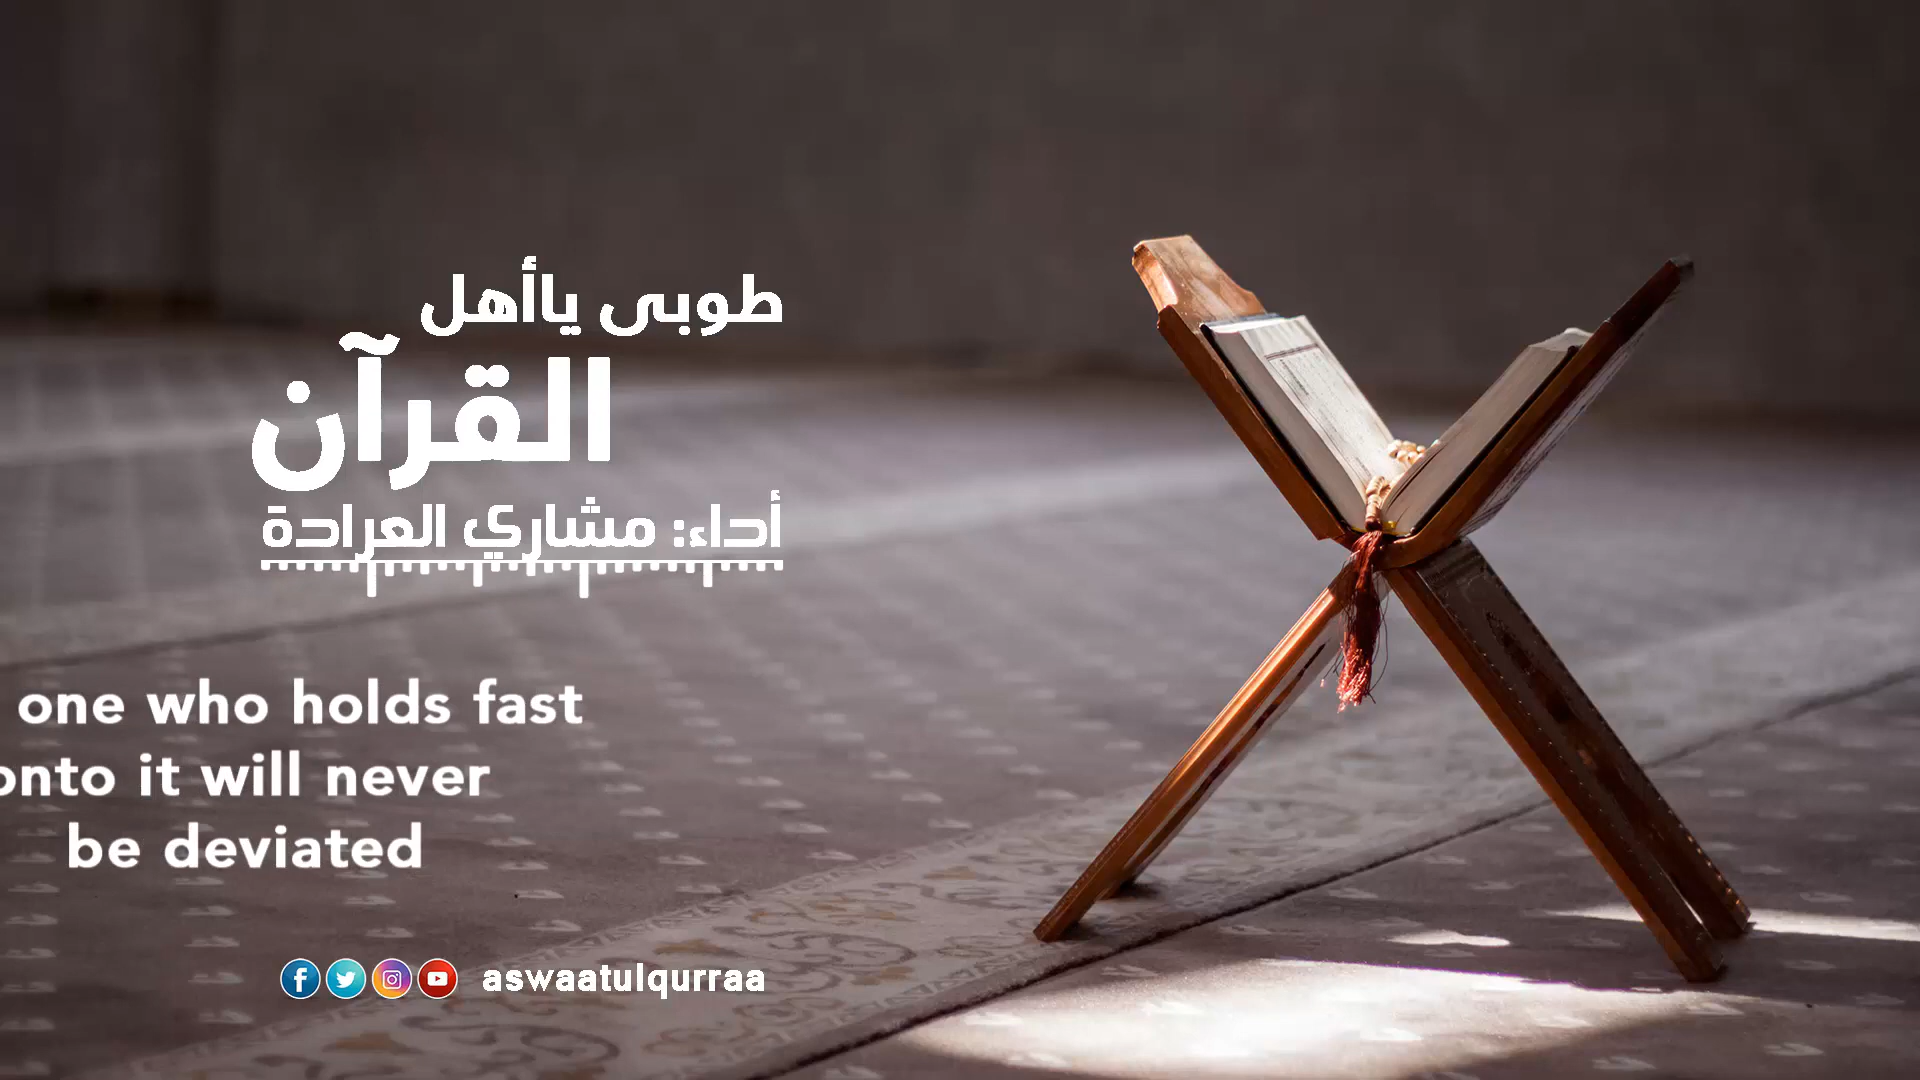 طوبى ياأهل
القرآن
أداء: مشاري العرادة
one who holds fast
onto it will never
be deviated
aswaatulqurraa